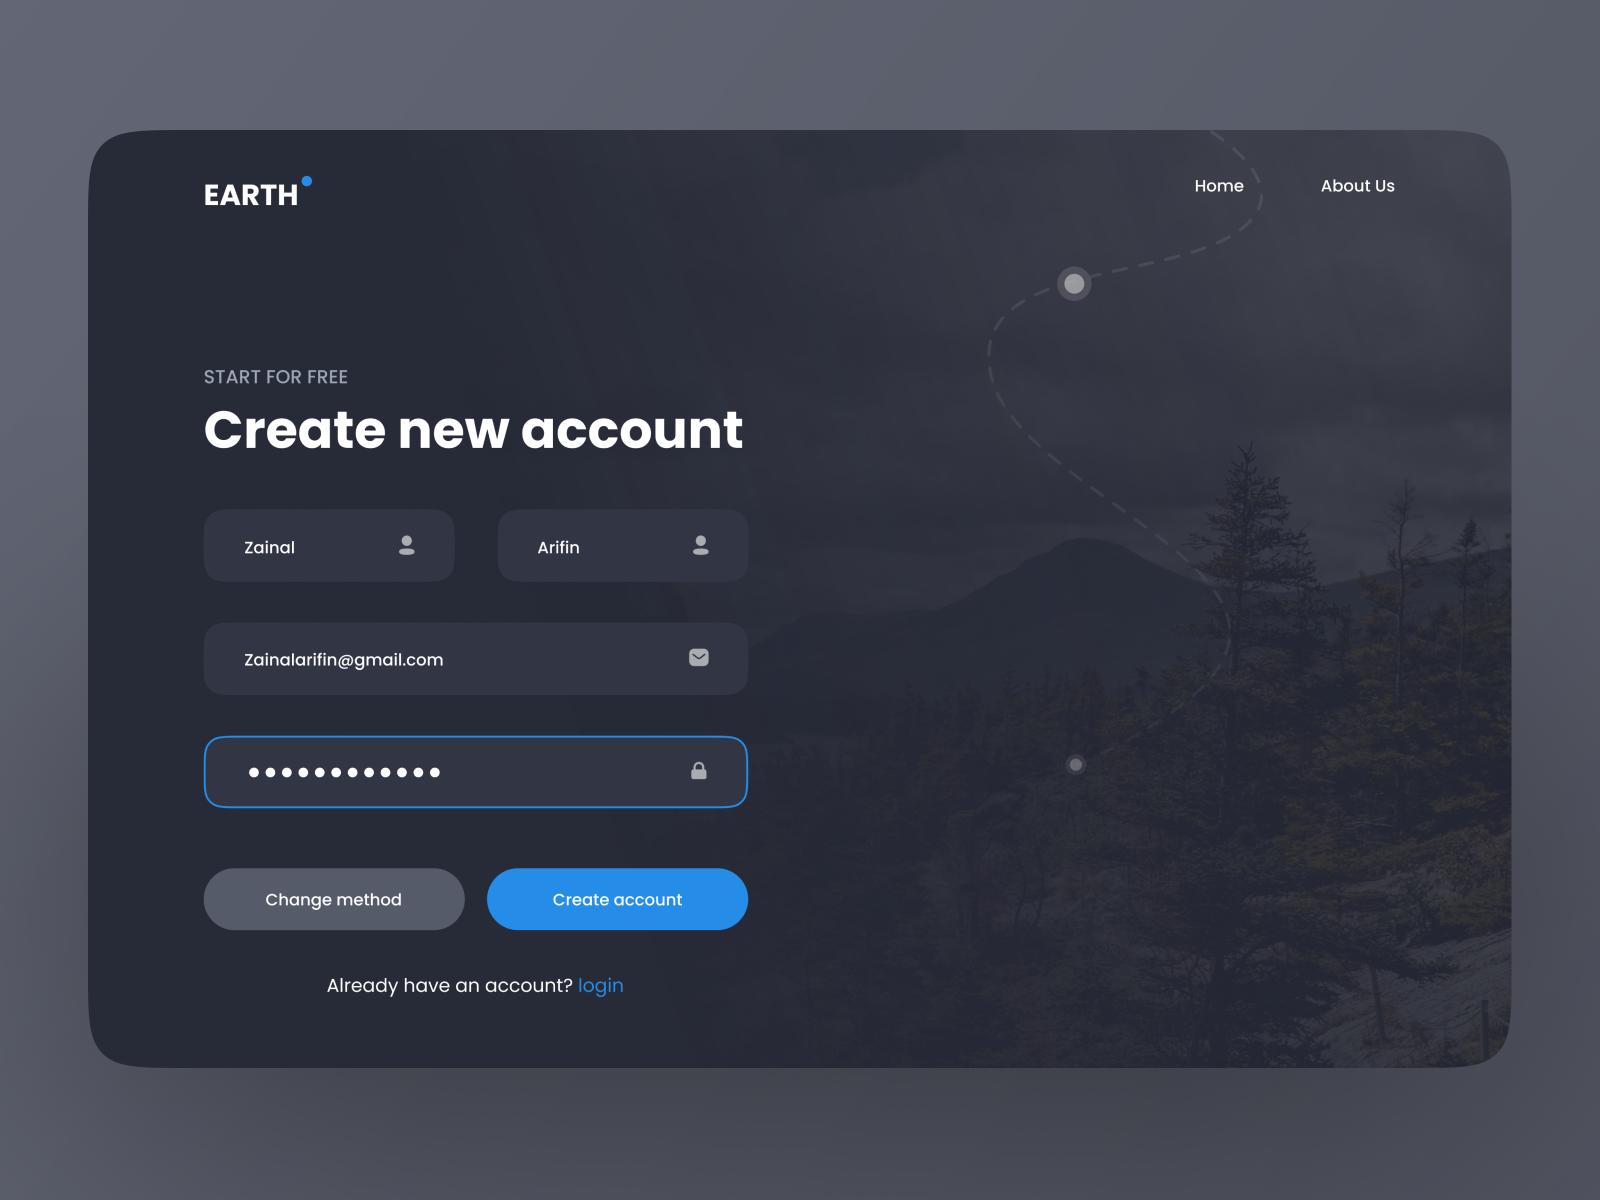 EARTH
Home
About Us
START FOR FREE
Create new account
Zainal
Arifin
Zainalarifin@gmail.com
●●●●●●●●●●●●
Change method
Create account
Already have an account? login